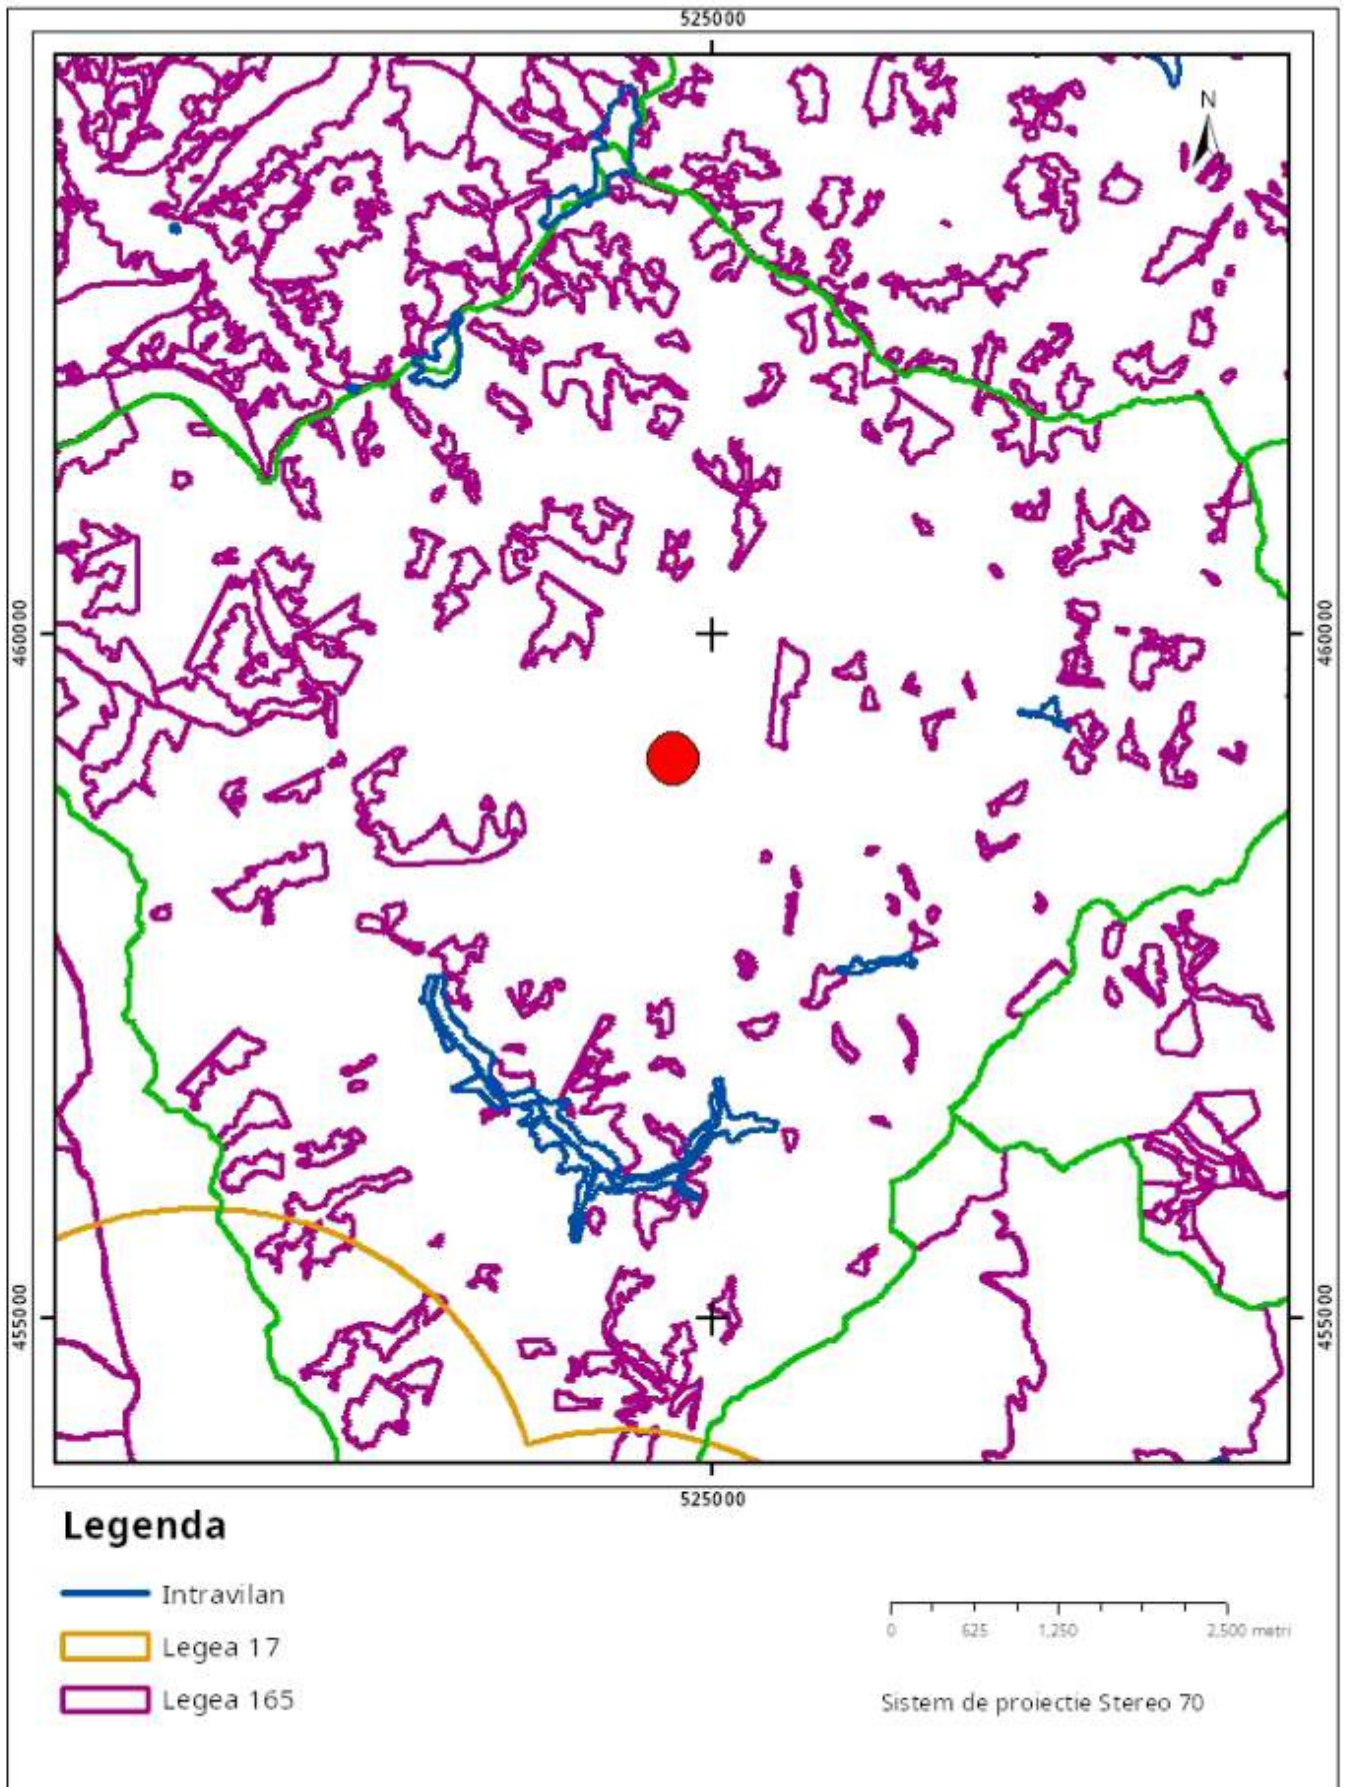 525000
N
460000
460000
455000
455000
525000
Legenda
Intravilan
Legea 17
Legea 165
0 625 1,250 2,500 metri
Sistem de proiectie Stereo 70